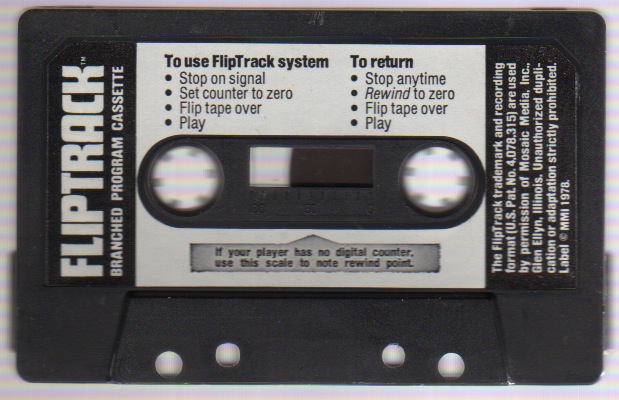 FLIPTRACK™
BRANCHED PROGRAM CASSETTE
To use FlipTrack system
• Stop on signal
• Set counter to zero
• Flip tape over
• Play
To return
• Stop anytime
• Rewind to zero
• Flip tape over
• Play
If your player has no digital counter,
use this scale to note rewind point.
The FlipTrack trademark and recording
format (U.S. Pat. No. 4,078,315) are used
by permission of Mosaic Media, Inc.,
Glen Ellyn, Illinois. Unauthorized dupli-
cation or adaptation strictly prohibited.
Label © MMI 1978.